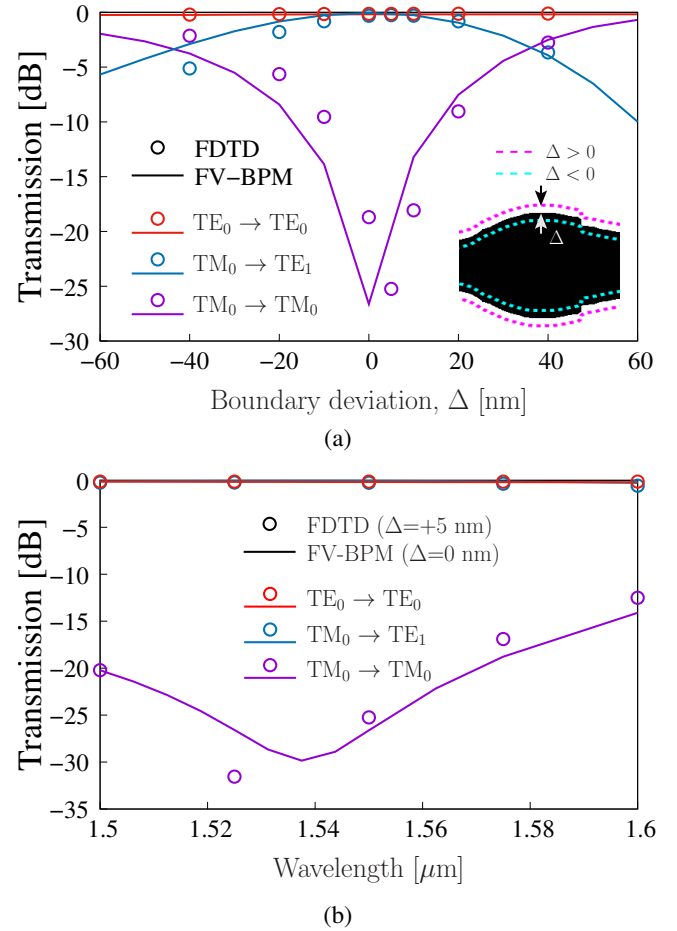 0
−5
−10
−15
−20
−25
−30
Transmission [dB]
FDTD
FV−BPM
TE₀ → TE₀
TM₀ → TE₁
TM₀ → TM₀
Δ > 0
Δ < 0
Δ
−60 −40 −20 0 20 40 60
Boundary deviation, Δ [nm]
(a)
0
−5
−10
−15
−20
−25
−30
−35
Transmission [dB]
FDTD (Δ=+5 nm)
FV-BPM (Δ=0 nm)
TE₀ → TE₀
TM₀ → TE₁
TM₀ → TM₀
1.5 1.52 1.54 1.56 1.58 1.6
Wavelength [μm]
(b)